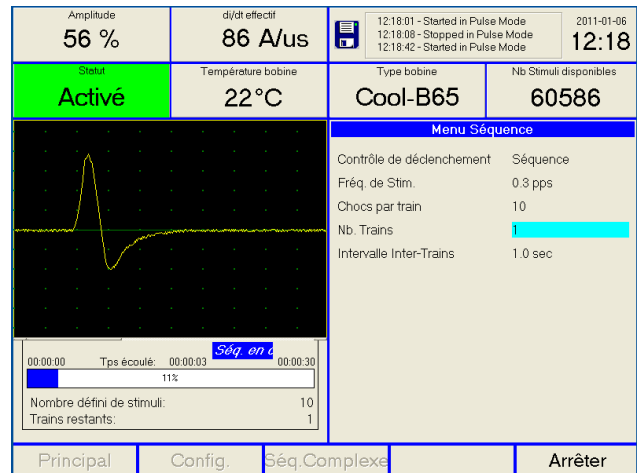 Amplitude
56 %
di/dt effectif
86 A/us
12:18:01 - Started in Pulse Mode
12:18:08 - Stopped in Pulse Mode
12:18:42 - Started in Pulse Mode
2011-01-06
12:18
Statut
Activé
Température bobine
22°C
Type bobine
Cool-B65
Nb Stimuli disponibles
60586
Menu Séquence
Contrôle de déclenchement Séquence
Fréq. de Stim. 0.3 pps
Chocs par train 10
Nb. Trains 1
Intervalle Inter-Trains 1.0 sec
Séq. en c
00:00:00 Tps écoulé: 00:00:03 00:00:30
11%
Nombre défini de stimuli: 10
Trains restants: 1
Principal Config. Séq.Complexe Arrêter